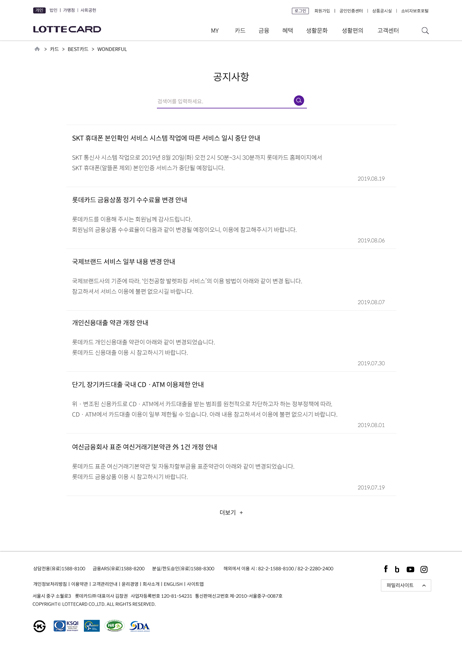 개인 법인 | 가맹점 | 사회공헌
로그인 회원가입 | 공인인증센터 | 상품공시실 | 소비자보호포털
LOTTECARD
MY 카드 금융 혜택 생활문화 생활편의 고객센터
> 카드 > BEST카드 > WONDERFUL
공지사항
검색어를 입력하세요.
SKT 휴대폰 본인확인 서비스 시스템 작업에 따른 서비스 일시 중단 안내
SKT 통신사 시스템 작업으로 2019년 8월 20일(화) 오전 2시 50분~3시 30분까지 롯데카드 홈페이지에서
SKT 휴대폰(알뜰폰 제외) 본인인증 서비스가 중단될 예정입니다.
2019.08.19
롯데카드 금융상품 정기 수수료율 변경 안내
롯데카드를 이용해 주시는 회원님께 감사드립니다.
회원님의 금융상품 수수료율이 다음과 같이 변경될 예정이오니, 이용에 참고해주시기 바랍니다.
2019.08.06
국제브랜드 서비스 일부 내용 변경 안내
국제브랜드사의 기준에 따라, '인천공항 발렛파킹 서비스'의 이용 방법이 아래와 같이 변경 됩니다.
참고하셔서 서비스 이용에 불편 없으시길 바랍니다.
2019.08.07
개인신용대출 약관 개정 안내
롯데카드 개인신용대출 약관이 아래와 같이 변경되었습니다.
롯데카드 신용대출 이용 시 참고하시기 바랍니다.
2019.07.30
단기, 장기카드대출 국내 CD · ATM 이용제한 안내
위 · 변조된 신용카드로 CD · ATM에서 카드대출을 받는 범죄를 원천적으로 차단하고자 하는 정부정책에 따라,
CD · ATM에서 카드대출 이용이 일부 제한될 수 있습니다. 아래 내용 참고하셔서 이용에 불편 없으시기 바랍니다.
2019.08.01
여신금융회사 표준 여신거래기본약관 外 1건 개정 안내
롯데카드 표준 여신거래기본약관 및 자동차할부금융 표준약관이 아래와 같이 변경되었습니다.
롯데카드 금융상품 이용 시 참고하시기 바랍니다.
2019.07.19
더보기 +
상담전용(유료)1588-8100 금융ARS(유료)1588-8200 분실/한도승인(유료)1588-8300 해외에서 이용 시 : 82-2-1588-8100 / 82-2-2280-2400
개인정보처리방침 | 이용약관 | 고객권리안내 | 윤리경영 | 회사소개 | ENGLISH | 사이트맵
패밀리사이트
서울시 중구 소월로3 롯데카드㈜ 대표이사 김창권 사업자등록번호 120-81-54231 통신판매신고번호 제-2010-서울중구-0087호
COPYRIGHT© LOTTECARD CO.,LTD. ALL RIGHTS RESERVED.
KSQI
SDA